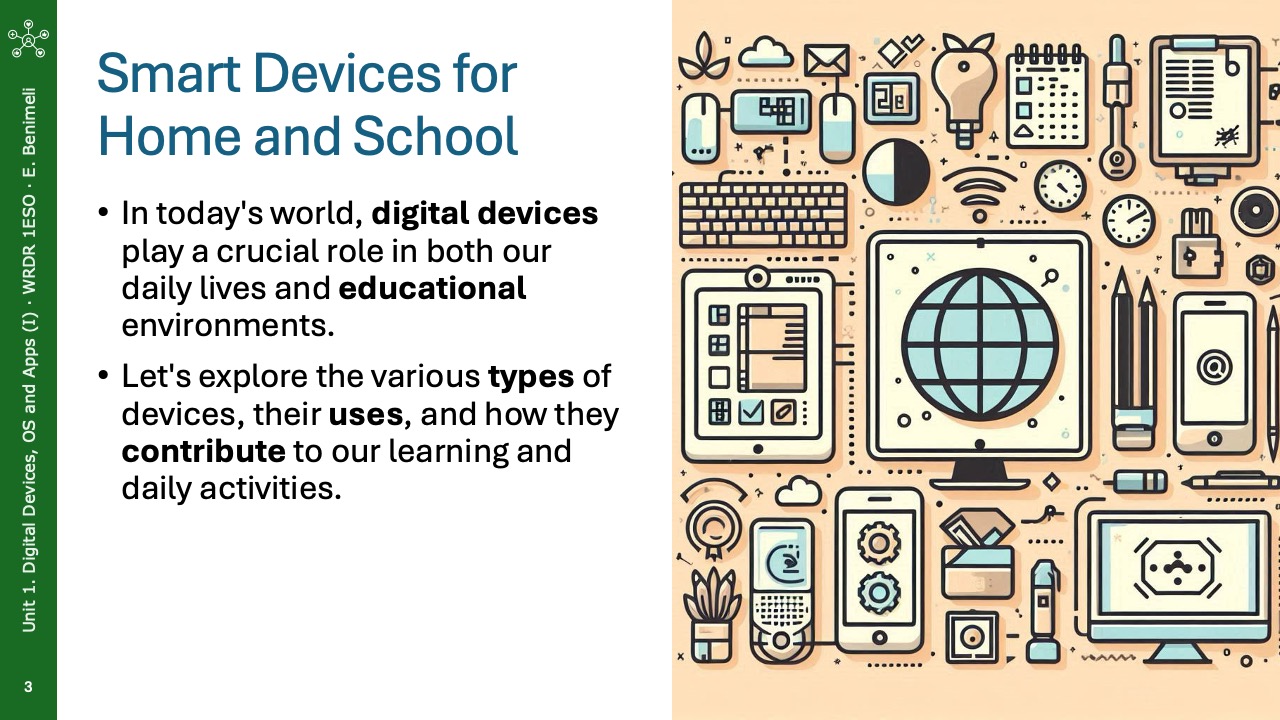 Smart Devices for
Home and School
• In today's world, digital devices
play a crucial role in both our
daily lives and educational
environments.
• Let's explore the various types of
devices, their uses, and how they
contribute to our learning and
daily activities.
Unit 1. Digital Devices, OS and Apps (I) · WRDR 1ESO · E. Benimeli
3
@